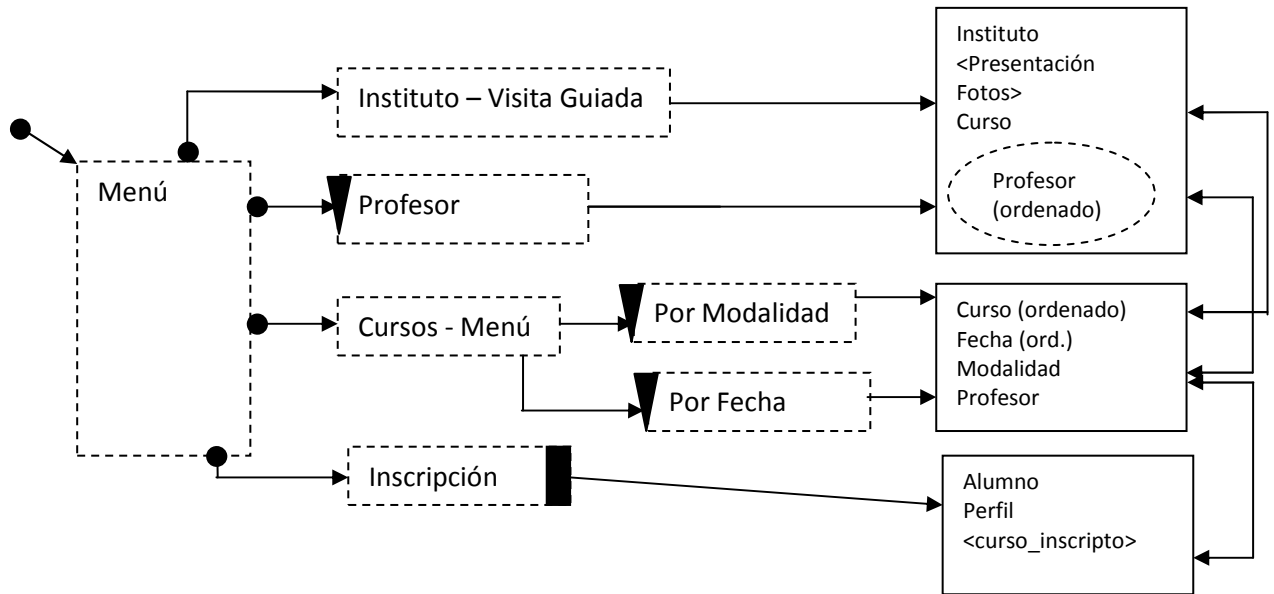 Menú
Instituto – Visita Guiada
Profesor
Cursos - Menú
Por Modalidad
Por Fecha
Inscripción
Instituto
<Presentación
Fotos>
Curso
Profesor
(ordenado)
Curso (ordenado)
Fecha (ord.)
Modalidad
Profesor
Alumno
Perfil
<curso_inscripto>